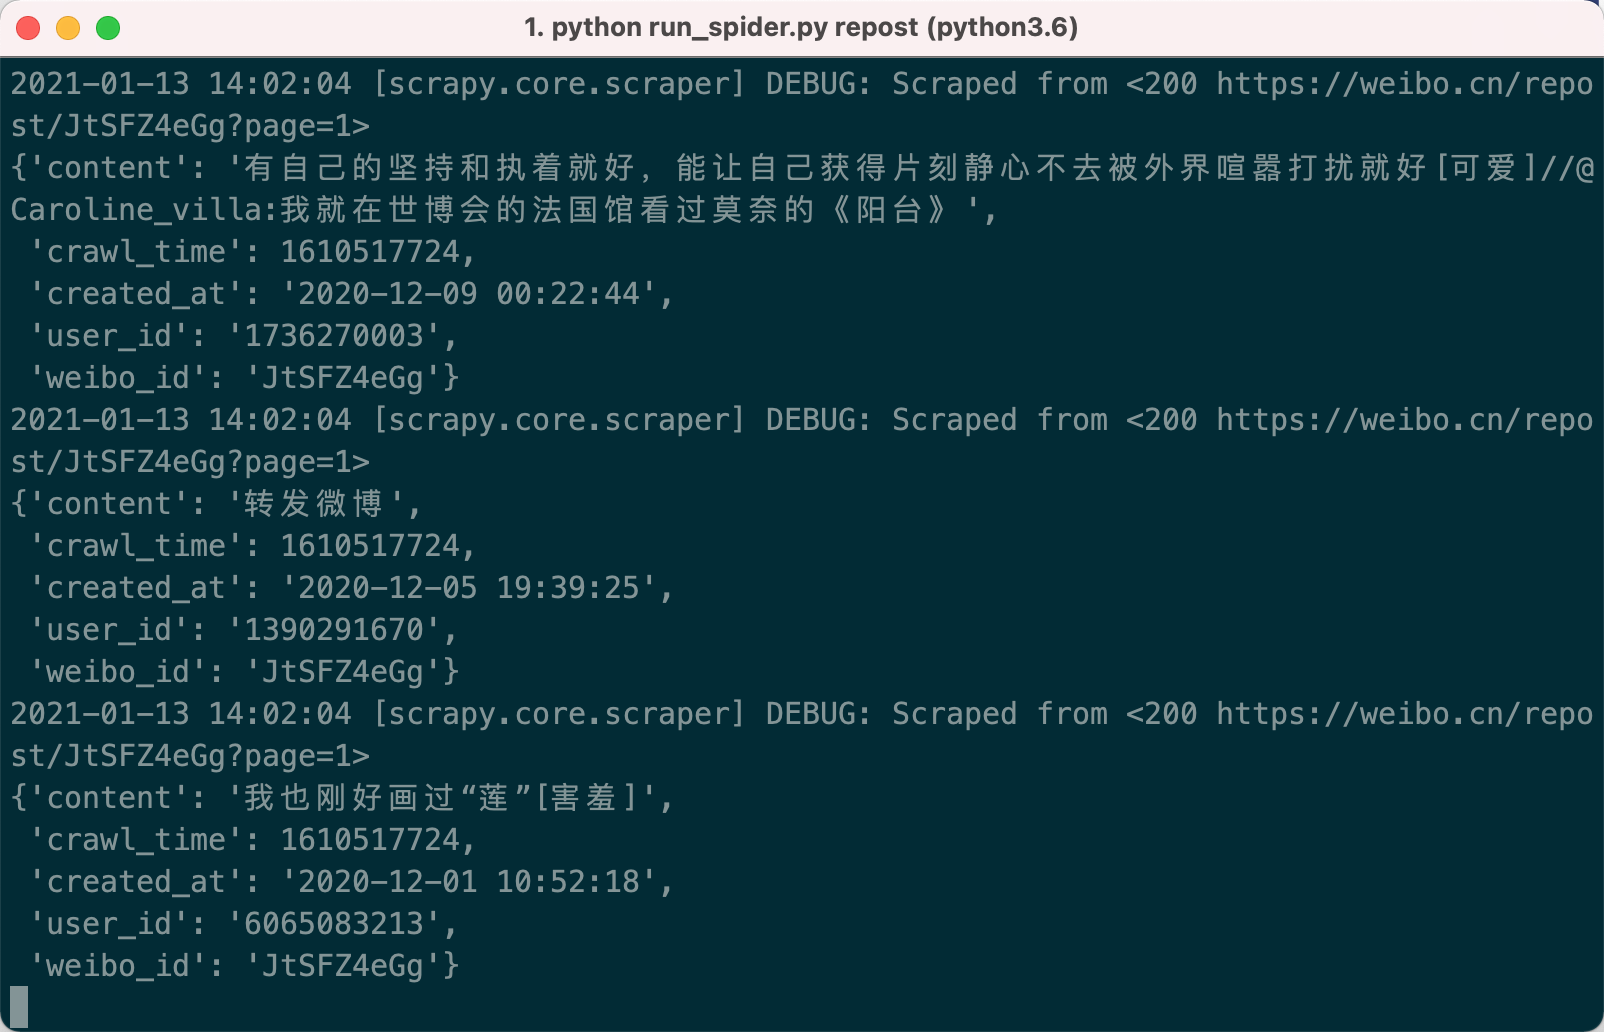 1. python run_spider.py repost (python3.6)
2021-01-13 14:02:04 [scrapy.core.scraper] DEBUG: Scraped from <200 https://weibo.cn/repo
st/JtSFZ4eGg?page=1>
{'content': '有自己的坚持和执着就好，能让自己获得片刻静心不去被外界喧嚣打扰就好[可爱]//@
Caroline_villa:我就在世博会的法国馆看过莫奈的《阳台》',
 'crawl_time': 1610517724,
 'created_at': '2020-12-09 00:22:44',
 'user_id': '1736270003',
 'weibo_id': 'JtSFZ4eGg'}
2021-01-13 14:02:04 [scrapy.core.scraper] DEBUG: Scraped from <200 https://weibo.cn/repo
st/JtSFZ4eGg?page=1>
{'content': '转发微博',
 'crawl_time': 1610517724,
 'created_at': '2020-12-05 19:39:25',
 'user_id': '1390291670',
 'weibo_id': 'JtSFZ4eGg'}
2021-01-13 14:02:04 [scrapy.core.scraper] DEBUG: Scraped from <200 https://weibo.cn/repo
st/JtSFZ4eGg?page=1>
{'content': '我也刚好画过“莲”[害羞]',
 'crawl_time': 1610517724,
 'created_at': '2020-12-01 10:52:18',
 'user_id': '6065083213',
 'weibo_id': 'JtSFZ4eGg'}